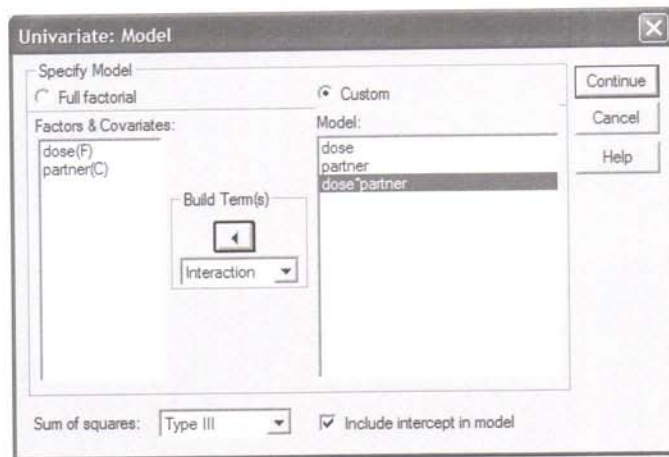 Univariate: Model
Specify Model
Full factorial
Custom
Continue
Cancel
Help
Factors & Covariates:
dose(F)
partner(C)
Build Term(s)
Interaction
Model:
dose
partner
dose*partner
Sum of squares: Type III
Include intercept in model